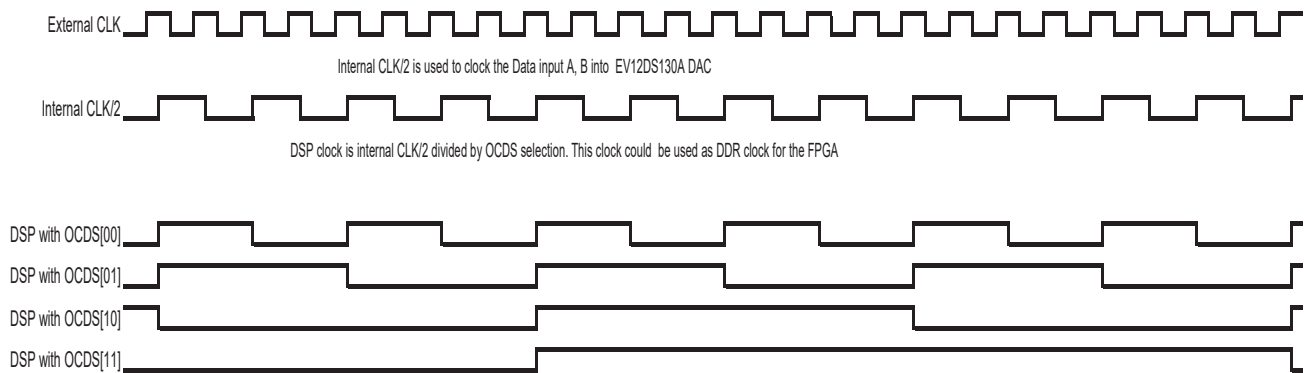 External CLK
Internal CLK/2 is used to clock the Data input A, B into EV12DS130A DAC
Internal CLK/2
DSP clock is internal CLK/2 divided by OCDS selection. This clock could be used as DDR clock for the FPGA
DSP with OCDS[00]
DSP with OCDS[01]
DSP with OCDS[10]
DSP with OCDS[11]